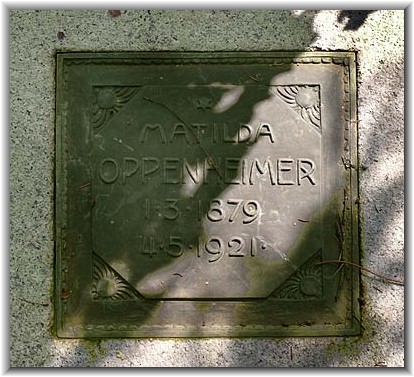 MATILDA
OPPENHEIMER
1·3·1879
4·5·1921